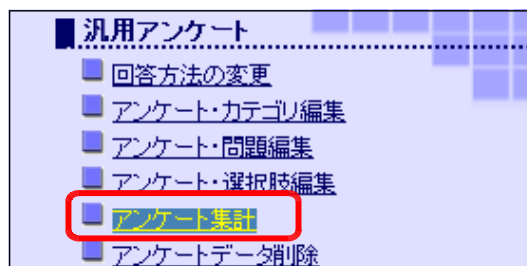 汎用アンケート
回答方法の変更
アンケート・カテゴリ編集
アンケート・問題編集
アンケート・選択肢編集
アンケート集計
アンケートデータ削除